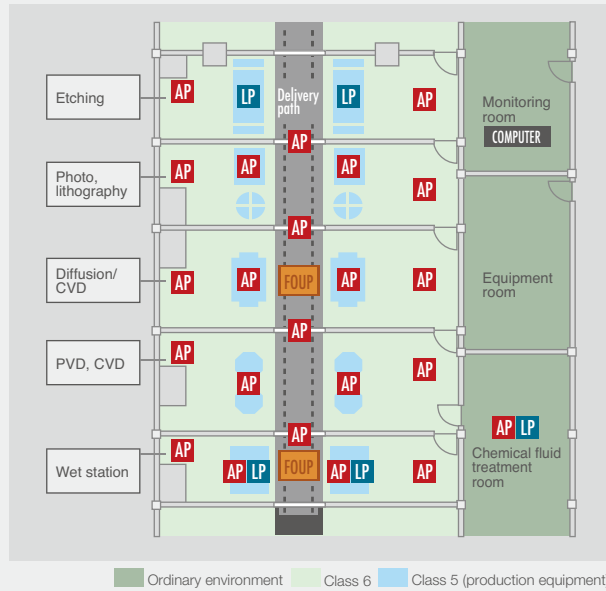 Etching
AP
LP
Delivery
path
LP
AP
Monitoring
room
COMPUTER
AP
Photo,
lithography
AP
AP
AP
AP
AP
Diffusion/
CVD
AP
AP
FOUP
AP
AP
Equipment
room
AP
PVD, CVD
AP
AP
AP
AP
AP
Wet station
AP
AP LP
FOUP
AP LP
AP
AP LP
Chemical fluid
treatment
room
Ordinary environment
Class 6
Class 5 (production equipment